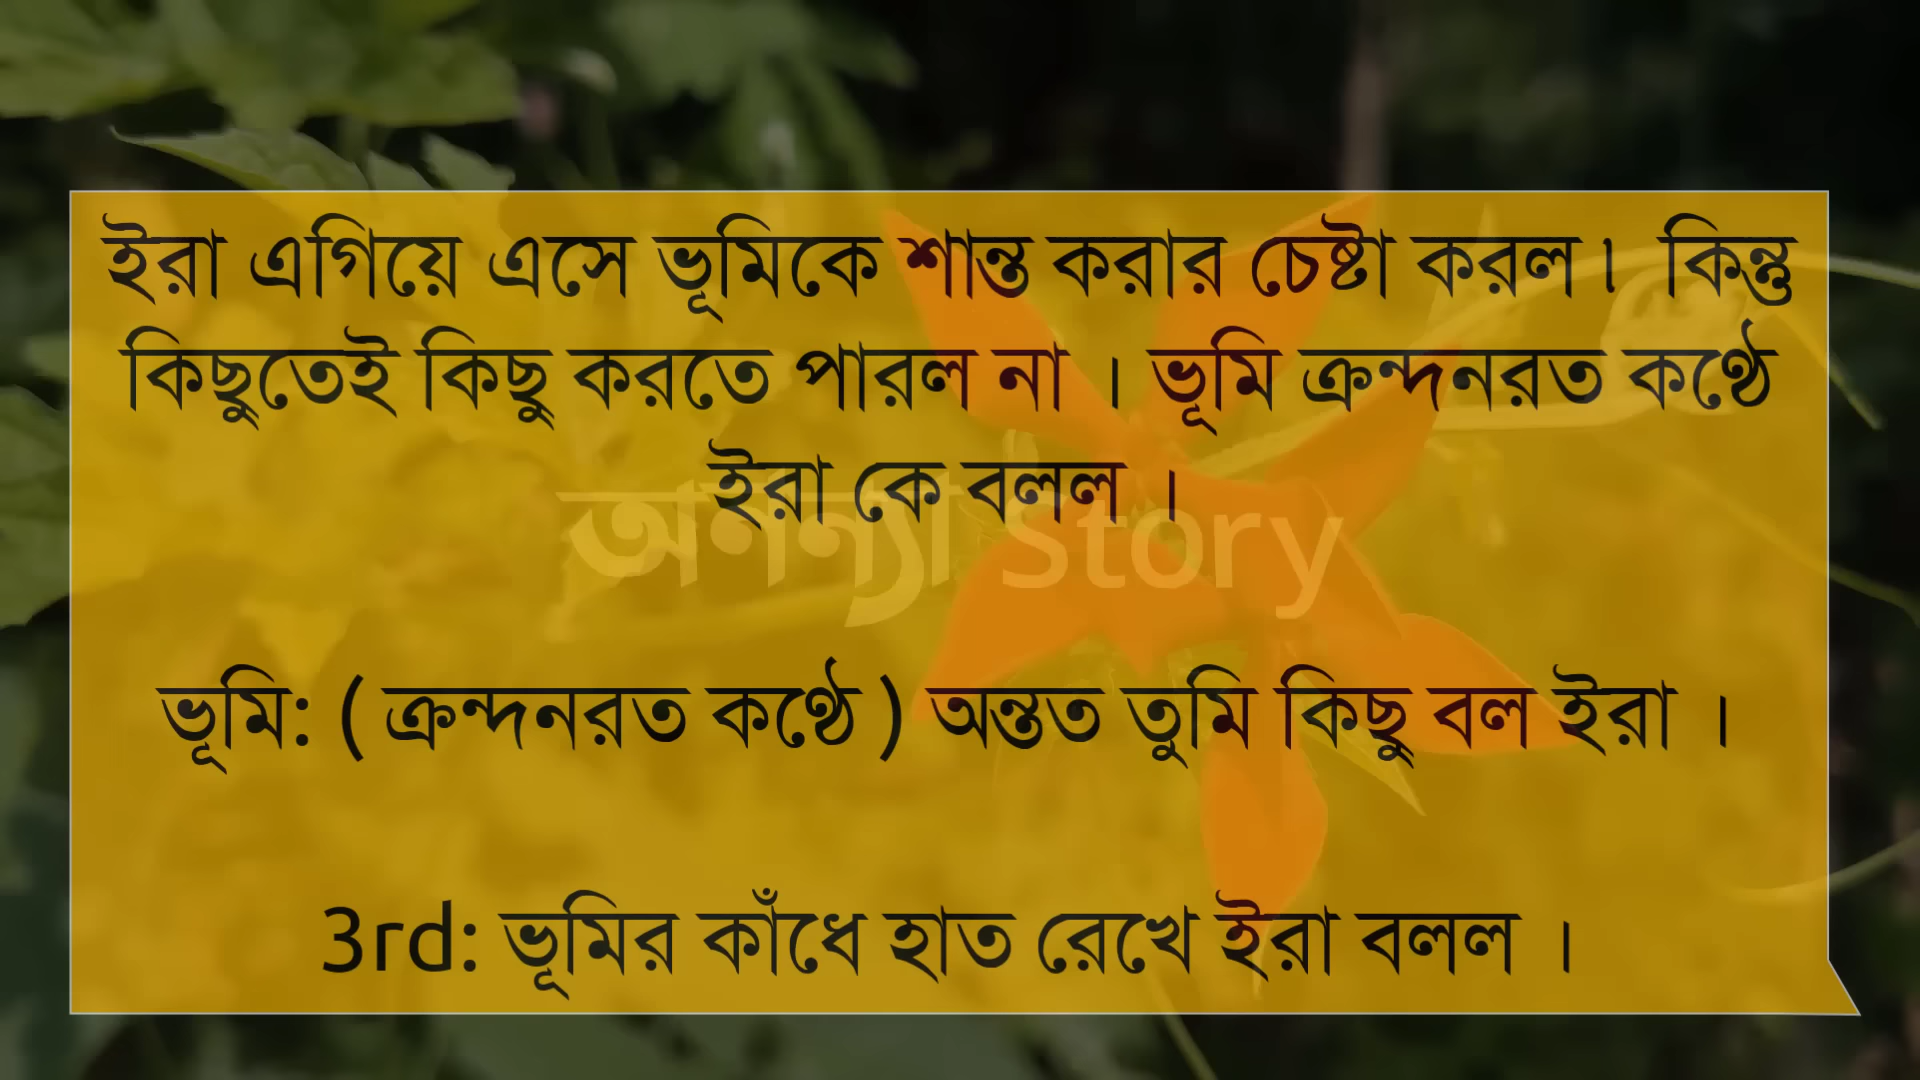 ইরা এগিয়ে এসে ভূমিকে শান্ত করার চেষ্টা করল। কিন্তু
কিছুতেই কিছু করতে পারল না । ভূমি ক্রন্দনরত কণ্ঠে
ইরা কে বলল ।
অনন্যা Story
ভূমি: ( ক্রন্দনরত কণ্ঠে ) অন্তত তুমি কিছু বল ইরা ।
3rd: ভূমির কাঁধে হাত রেখে ইরা বলল ।